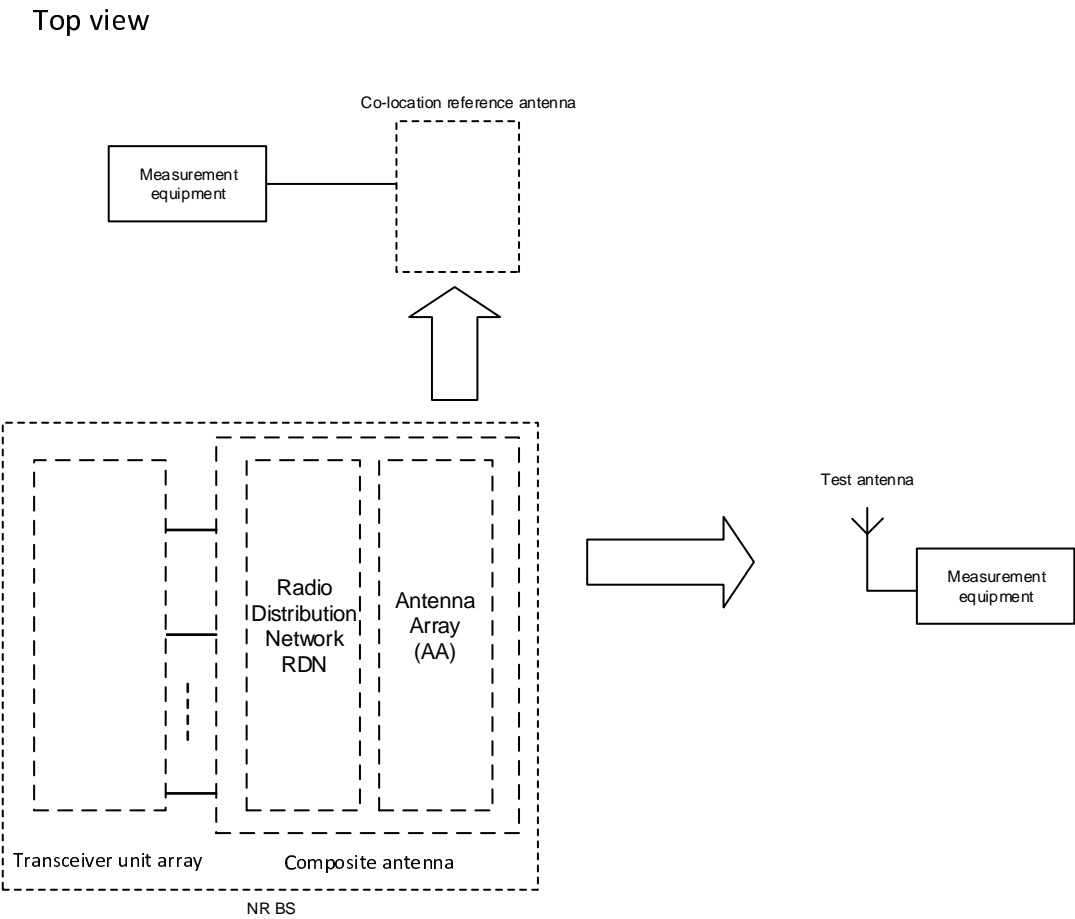 Top view
Co-location reference antenna
Measurement
equipment
Test antenna
Measurement
equipment
Radio
Distribution
Network
RDN
Antenna
Array
(AA)
Transceiver unit array
Composite antenna
NR BS